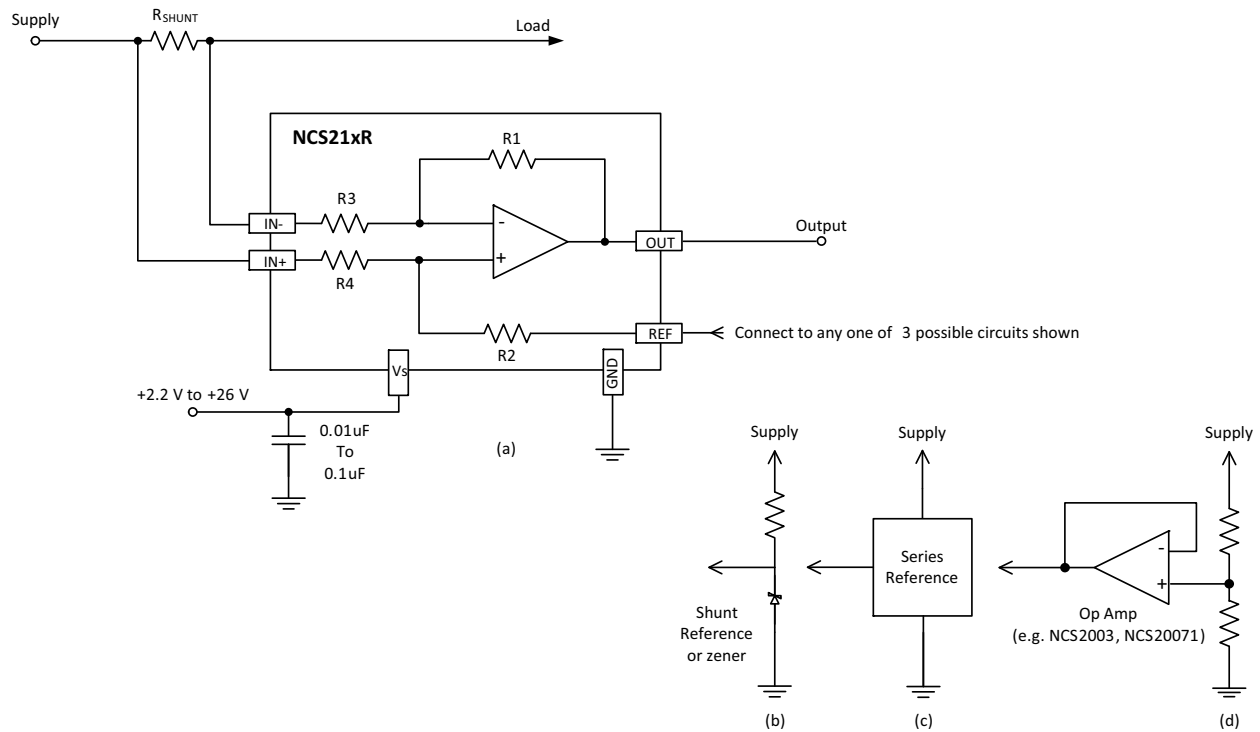 R_SHUNT
Supply
Load
NCS21xR
R1
R3
IN-
-
Output
OUT
IN+
+
R4
REF
Connect to any one of 3 possible circuits shown
R2
Vs
GND
+2.2 V to +26 V
0.01uF
To
0.1uF
(a)
Supply
Supply
Supply
-
+
Series
Reference
Shunt
Reference
or zener
Op Amp
(e.g. NCS2003, NCS20071)
(b)
(c)
(d)